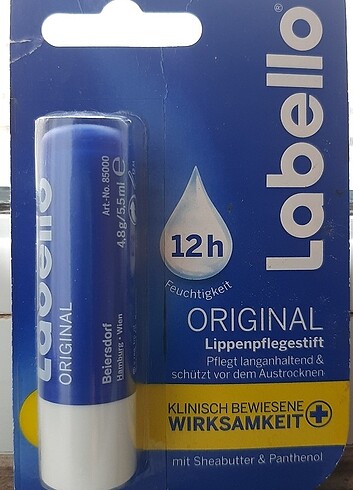 Labello®
12h
Feuchtigkeit
ORIGINAL
Lippenpflegestift
Pflegt langanhaltend &
schützt vor dem Austrocknen
KLINISCH BEWIESENE
WIRKSAMKEIT
mit Sheabutter & Panthenol
Labello
ORIGINAL
Beiersdorf
Hamburg · Wien
Art.-No. 85000
4.8g/5.5ml ℮